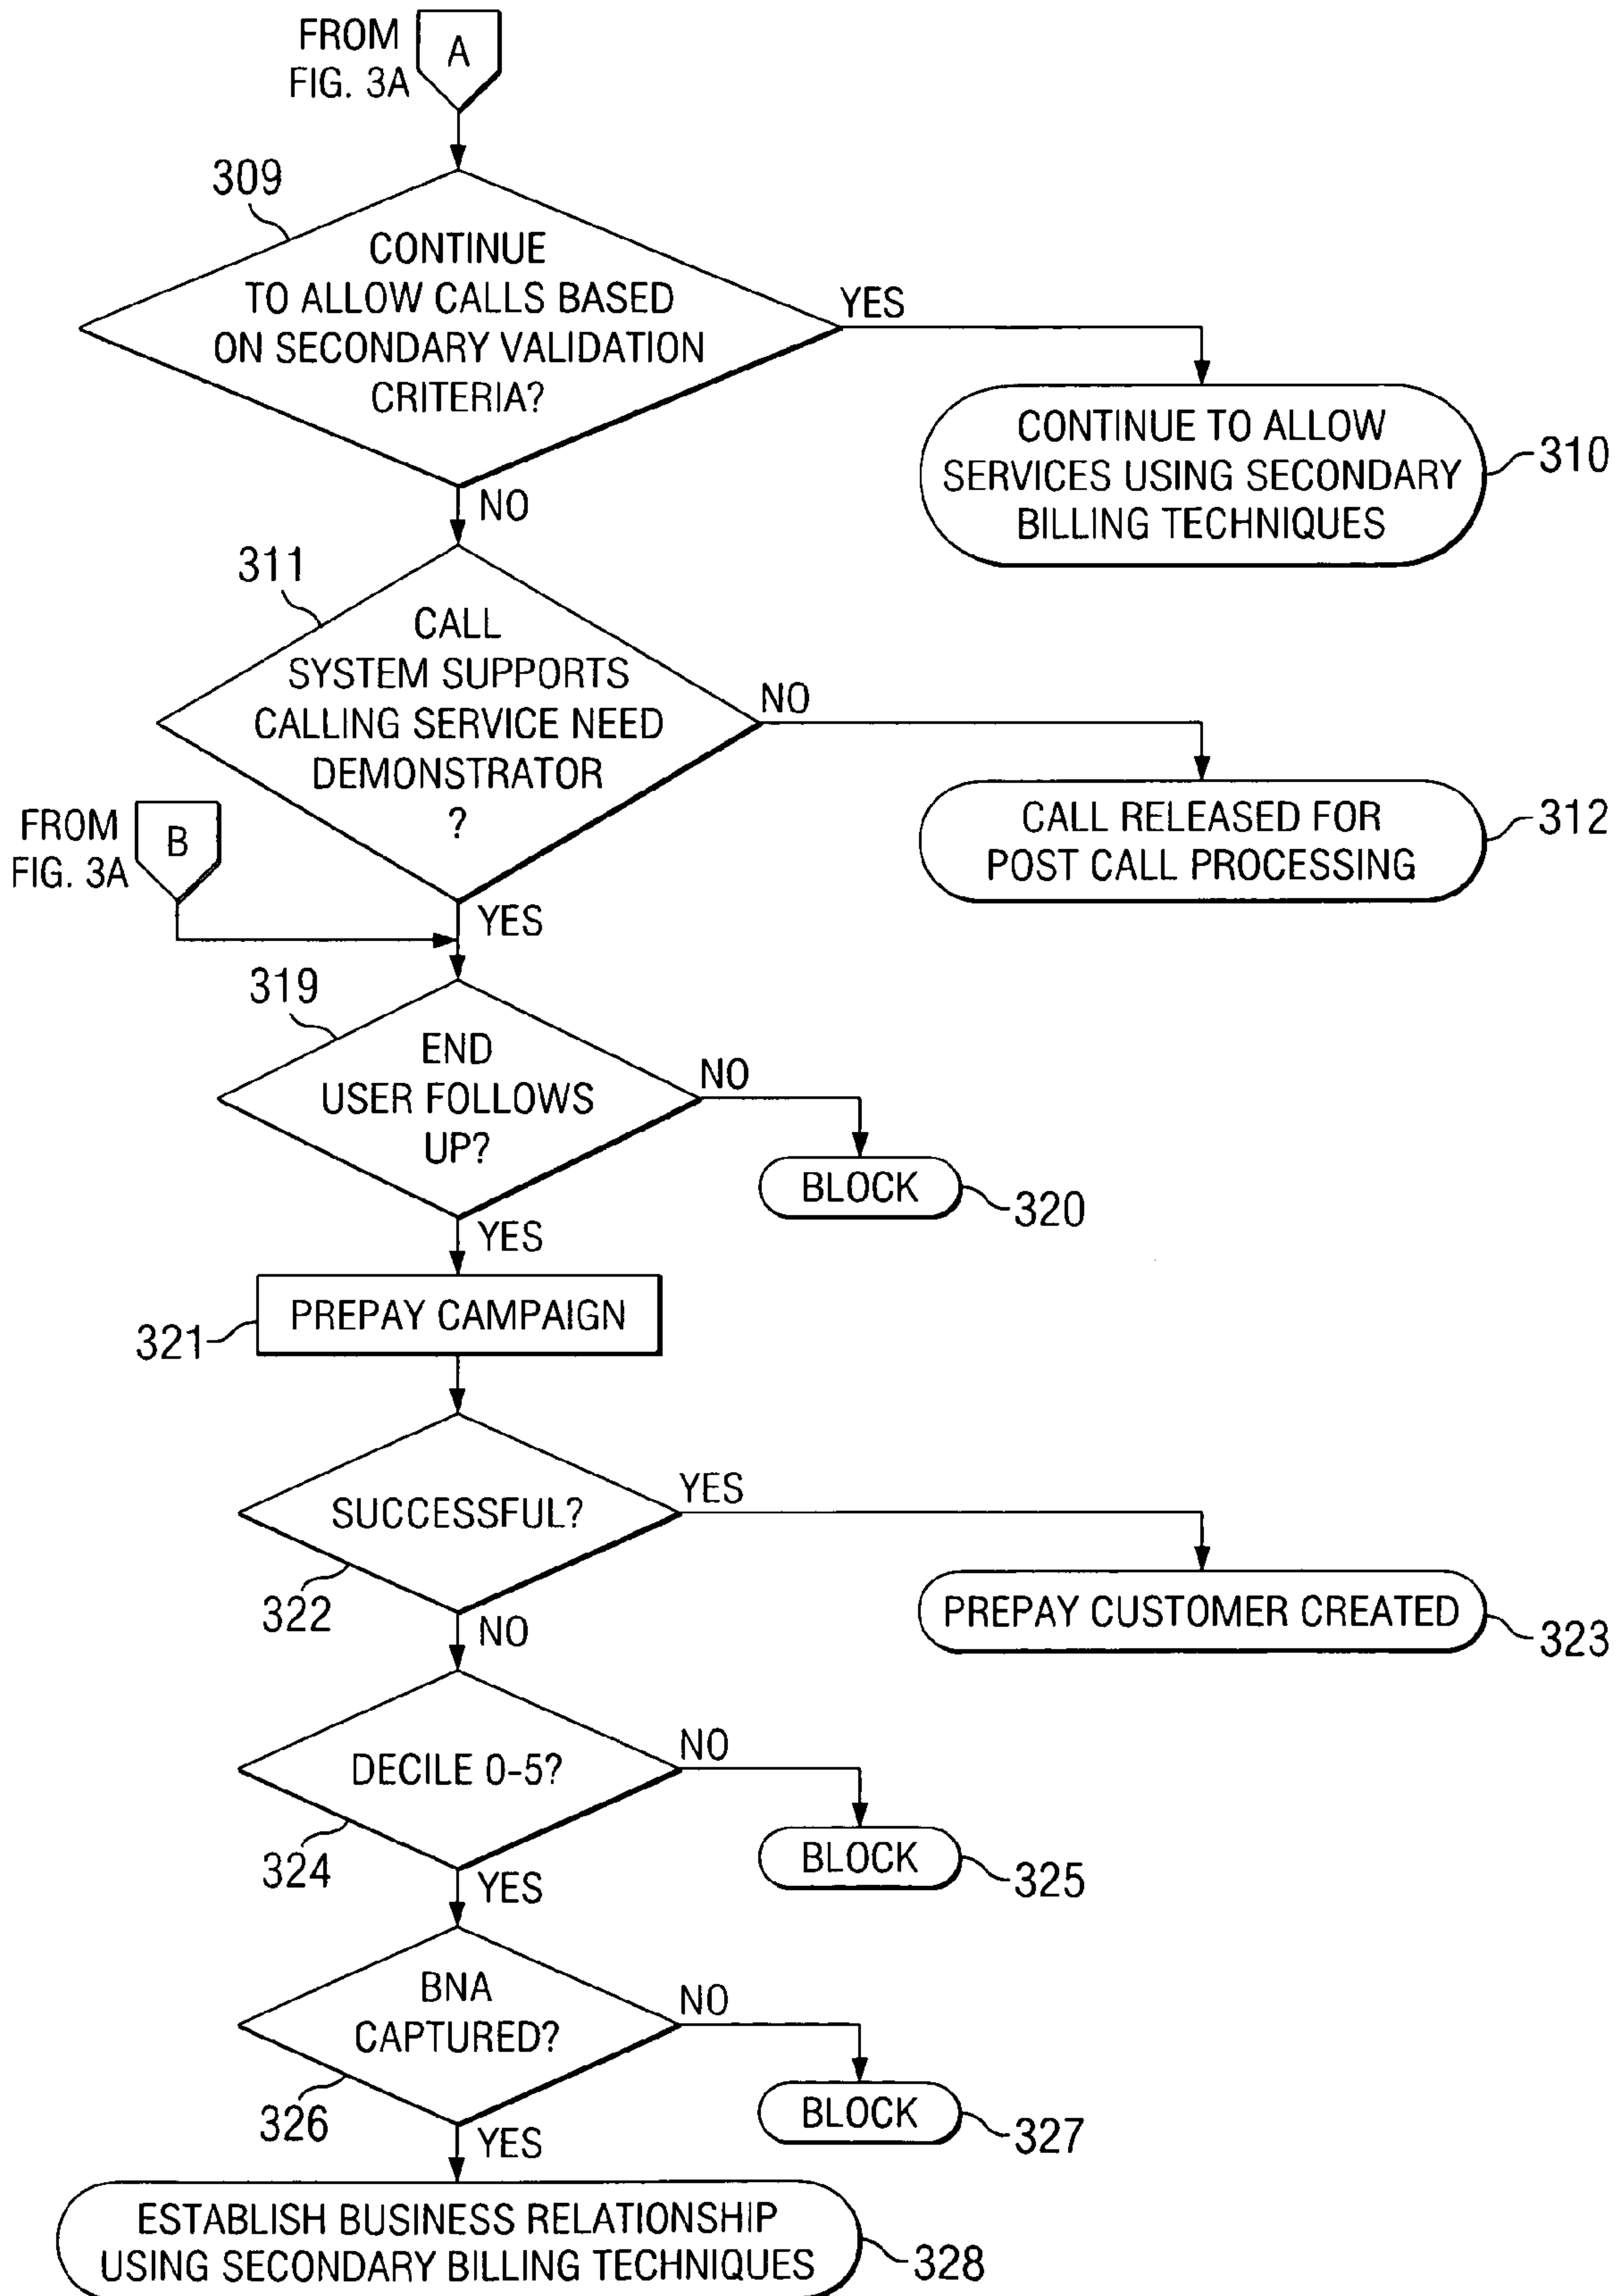 FROM
FIG. 3A
A
309
CONTINUE
TO ALLOW CALLS BASED
ON SECONDARY VALIDATION
CRITERIA?
YES
CONTINUE TO ALLOW
SERVICES USING SECONDARY
BILLING TECHNIQUES
310
NO
311
CALL
SYSTEM SUPPORTS
CALLING SERVICE NEED
DEMONSTRATOR
?
NO
CALL RELEASED FOR
POST CALL PROCESSING
312
FROM
FIG. 3A
B
YES
319
END
USER FOLLOWS
UP?
NO
BLOCK
320
YES
PREPAY CAMPAIGN
321
SUCCESSFUL?
YES
322
PREPAY CUSTOMER CREATED
323
NO
DECILE 0-5?
NO
324
BLOCK
325
YES
BNA
CAPTURED?
NO
326
BLOCK
327
YES
ESTABLISH BUSINESS RELATIONSHIP
USING SECONDARY BILLING TECHNIQUES
328